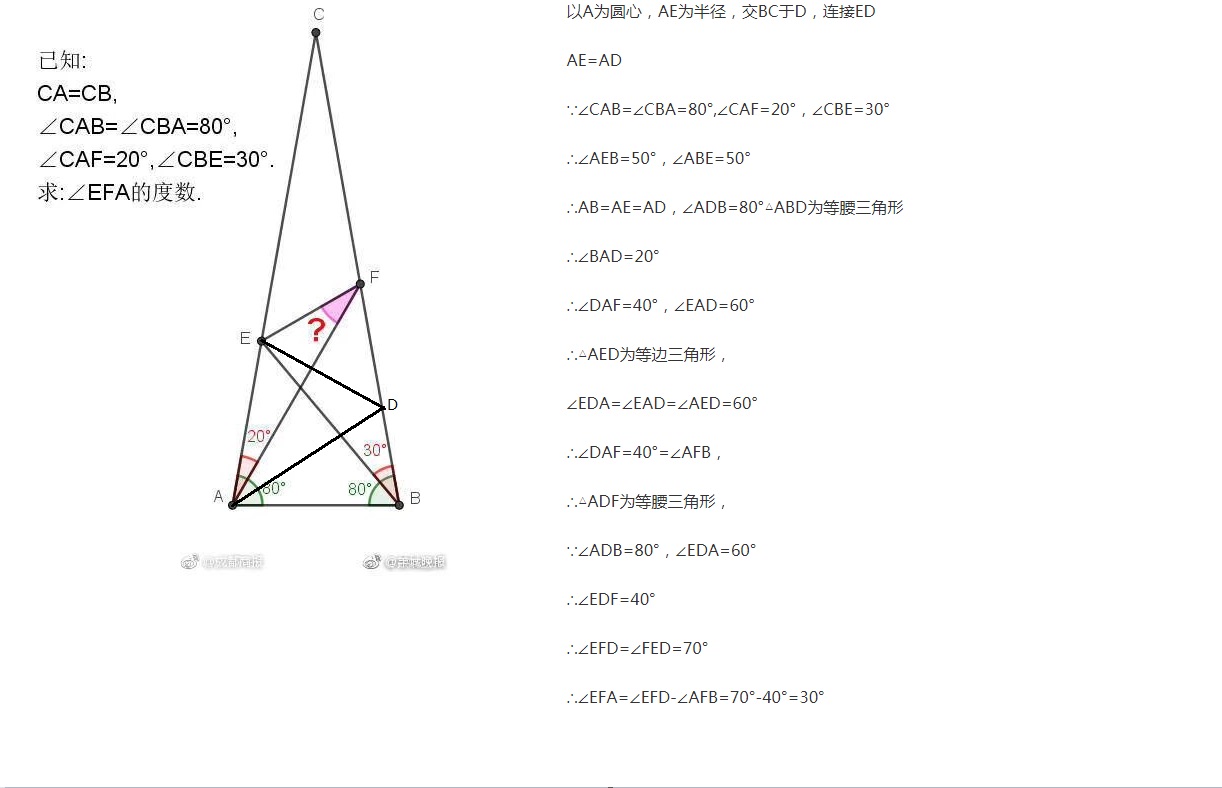 已知:
CA=CB,
∠CAB=∠CBA=80°,
∠CAF=20°,∠CBE=30°.
求:∠EFA的度数.
C
F
E
?
D
20°
30°
A
80°
80°
B
以A为圆心，AE为半径，交BC于D，连接ED
AE=AD
∵∠CAB=∠CBA=80°,∠CAF=20°，∠CBE=30°
∴∠AEB=50°，∠ABE=50°
∴AB=AE=AD，∠ADB=80°△ABD为等腰三角形
∴∠BAD=20°
∴∠DAF=40°，∠EAD=60°
∴△AED为等边三角形，
∠EDA=∠EAD=∠AED=60°
∴∠DAF=40°=∠AFB，
∴△ADF为等腰三角形，
∵∠ADB=80°，∠EDA=60°
∴∠EDF=40°
∴∠EFD=∠FED=70°
∴∠EFA=∠EFD-∠AFB=70°-40°=30°